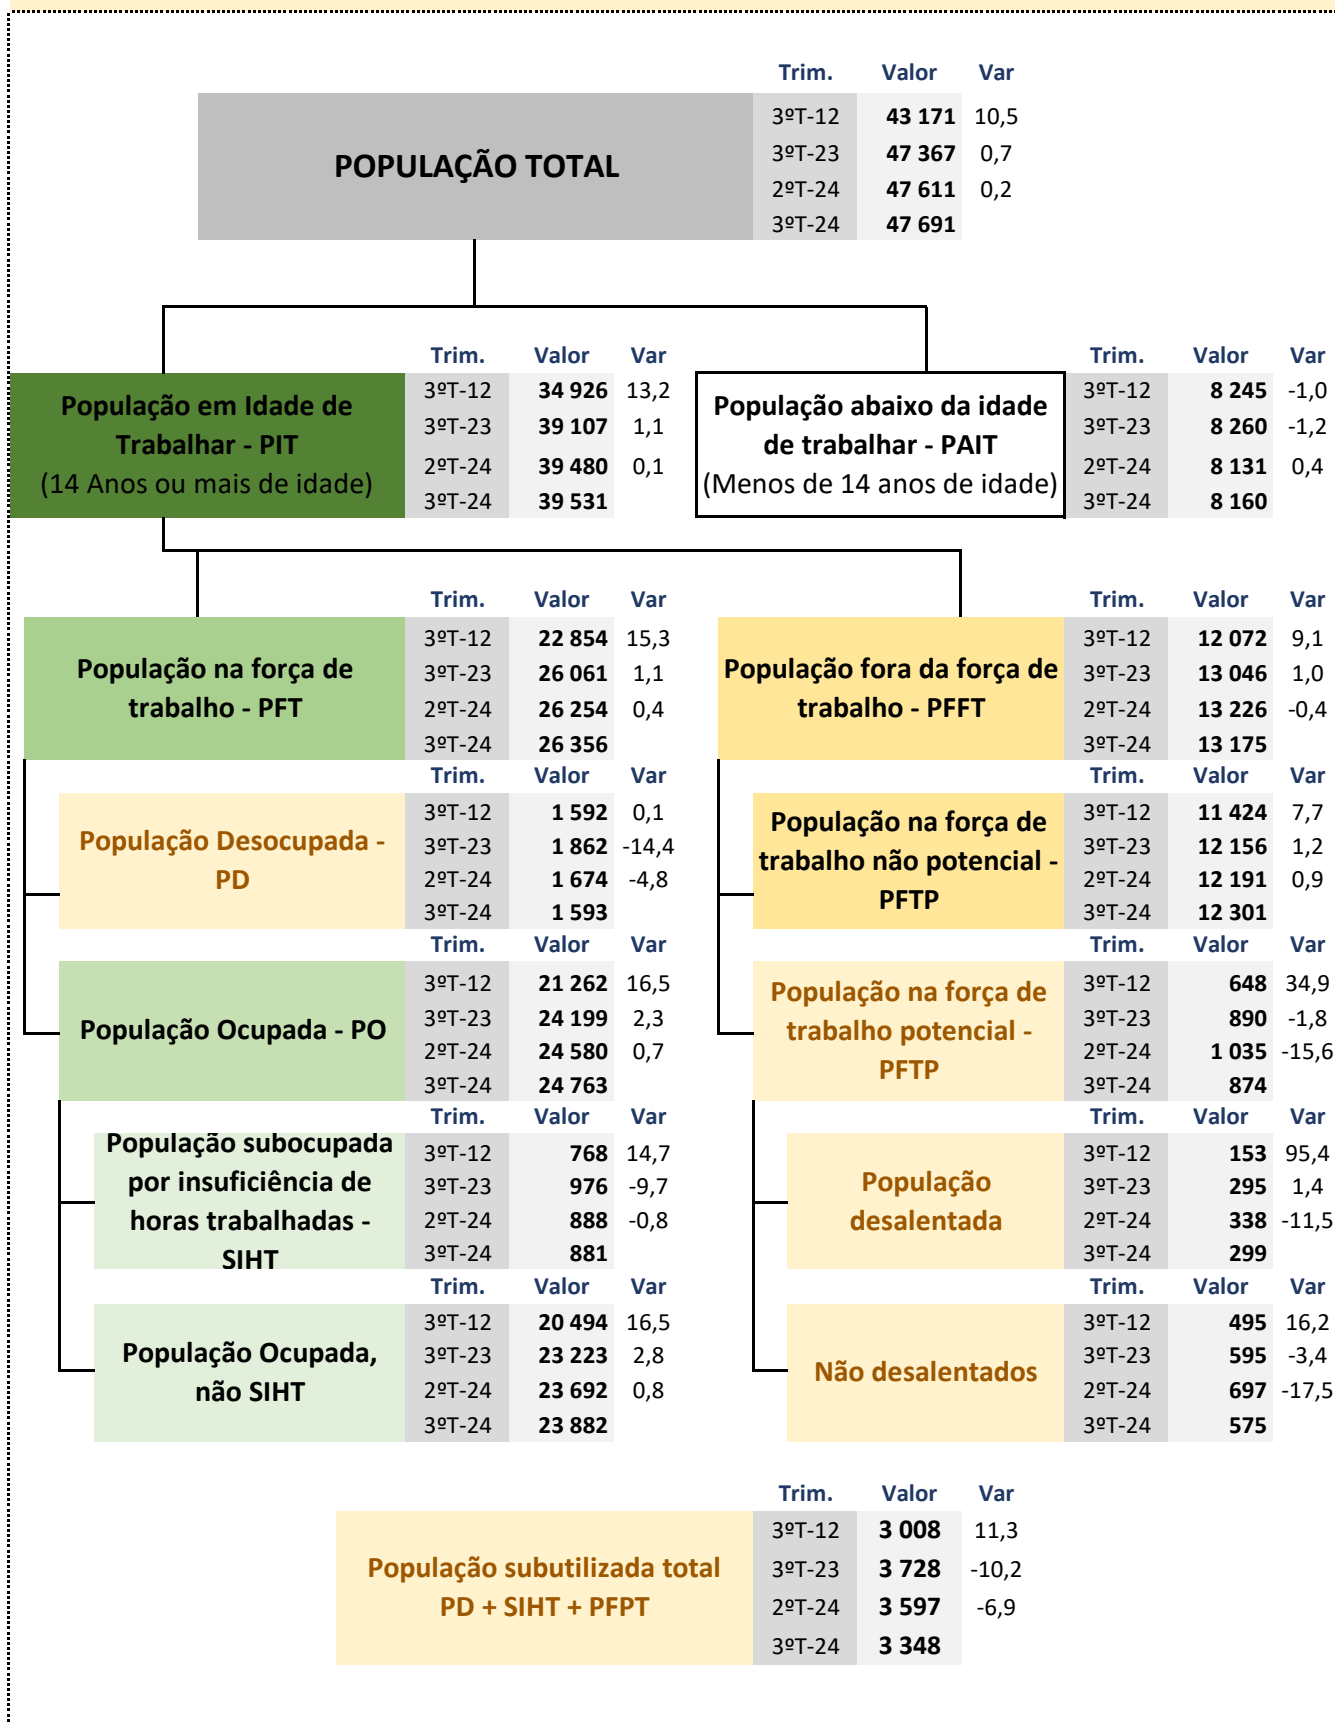 Trim. Valor Var
POPULAÇÃO TOTAL
3ºT-12 43 171 10,5
3ºT-23 47 367 0,7
2ºT-24 47 611 0,2
3ºT-24 47 691
Trim. Valor Var
População em Idade de
Trabalhar - PIT
(14 Anos ou mais de idade)
3ºT-12 34 926 13,2
3ºT-23 39 107 1,1
2ºT-24 39 480 0,1
3ºT-24 39 531
Trim. Valor Var
População abaixo da idade
de trabalhar - PAIT
(Menos de 14 anos de idade)
3ºT-12 8 245 -1,0
3ºT-23 8 260 -1,2
2ºT-24 8 131 0,4
3ºT-24 8 160
Trim. Valor Var
População na força de
trabalho - PFT
3ºT-12 22 854 15,3
3ºT-23 26 061 1,1
2ºT-24 26 254 0,4
3ºT-24 26 356
Trim. Valor Var
População fora da força de
trabalho - PFFT
3ºT-12 12 072 9,1
3ºT-23 13 046 1,0
2ºT-24 13 226 -0,4
3ºT-24 13 175
Trim. Valor Var
População Desocupada -
PD
3ºT-12 1 592 0,1
3ºT-23 1 862 -14,4
2ºT-24 1 674 -4,8
3ºT-24 1 593
Trim. Valor Var
População na força de
trabalho não potencial -
PFTP
3ºT-12 11 424 7,7
3ºT-23 12 156 1,2
2ºT-24 12 191 0,9
3ºT-24 12 301
Trim. Valor Var
População Ocupada - PO
3ºT-12 21 262 16,5
3ºT-23 24 199 2,3
2ºT-24 24 580 0,7
3ºT-24 24 763
Trim. Valor Var
População na força de
trabalho potencial -
PFTP
3ºT-12 648 34,9
3ºT-23 890 -1,8
2ºT-24 1 035 -15,6
3ºT-24 874
Trim. Valor Var
População subocupada
por insuficiência de
horas trabalhadas -
SIHT
3ºT-12 768 14,7
3ºT-23 976 -9,7
2ºT-24 888 -0,8
3ºT-24 881
Trim. Valor Var
População
desalentada
3ºT-12 153 95,4
3ºT-23 295 1,4
2ºT-24 338 -11,5
3ºT-24 299
Trim. Valor Var
População Ocupada,
não SIHT
3ºT-12 20 494 16,5
3ºT-23 23 223 2,8
2ºT-24 23 692 0,8
3ºT-24 23 882
Trim. Valor Var
Não desalentados
3ºT-12 495 16,2
3ºT-23 595 -3,4
2ºT-24 697 -17,5
3ºT-24 575
Trim. Valor Var
População subutilizada total
PD + SIHT + PFPT
3ºT-12 3 008 11,3
3ºT-23 3 728 -10,2
2ºT-24 3 597 -6,9
3ºT-24 3 348